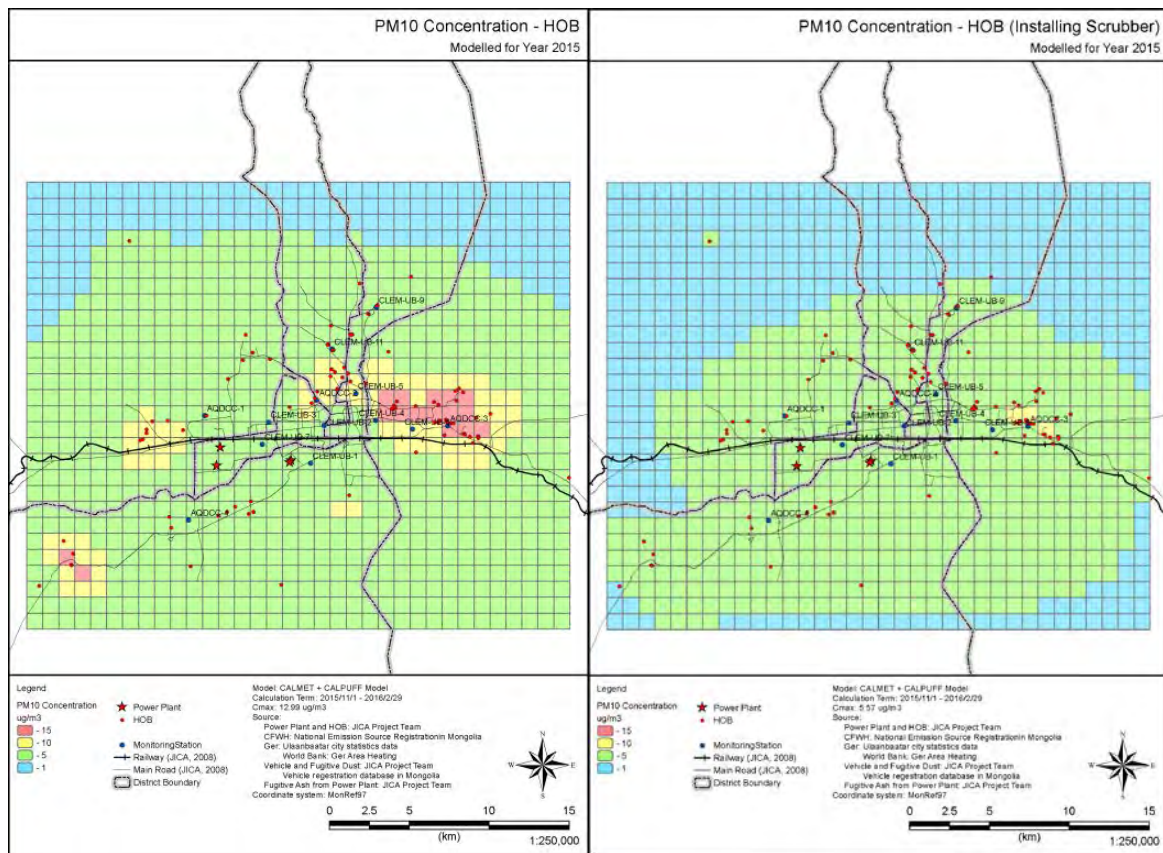 PM10 Concentration - HOB
Modelled for Year 2015
CLEM-UB-9
CLEM-UB-11
CLEM-UB-5
AQDCC-1
CLEM-UB-4
AQDCC-3
CLEM-UB-3
CLEM-UB-2
CLEM-UB-1
Legend
PM10 Concentration
ug/m3
- 15
- 10
- 5
- 1
Power Plant
HOB
MonitoringStation
Railway (JICA, 2008)
Main Road (JICA, 2008)
District Boundary
Model: CALMET + CALPUFF Model
Calculation Term: 2015/11/1 - 2016/2/29
Cmax: 12.99 ug/m3
Source:
Power Plant and HOB: JICA Project Team
CFWH: National Emission Source Registrationin Mongolia
Ger: Ulaanbaatar city statistics data
World Bank: Ger Area Heating
Vehicle and Fugitive Dust: JICA Project Team
Vehicle regestration database in Mongolia
Fugitive Ash from Power Plant: JICA Project Team
Coordinate system: MonRef97
N
W
E
S
0 2.5 5 10 15
(km)
1:250,000
PM10 Concentration - HOB (Installing Scrubber)
Modelled for Year 2015
CLEM-UB-9
CLEM-UB-11
CLEM-UB-5
AQDCC-1
CLEM-UB-4
AQDCC-3
CLEM-UB-3
CLEM-UB-1
Legend
PM10 Concentration
ug/m3
- 15
- 10
- 5
- 1
Power Plant
HOB
MonitoringStation
Railway (JICA, 2008)
Main Road (JICA, 2008)
District Boundary
Model: CALMET + CALPUFF Model
Calculation Term: 2015/11/1 - 2016/2/29
Cmax: 5.57 ug/m3
Source:
Power Plant and HOB: JICA Project Team
CFWH: National Emission Source Registrationin Mongolia
Ger: Ulaanbaatar city statistics data
World Bank: Ger Area Heating
Vehicle and Fugitive Dust: JICA Project Team
Vehicle regestration database in Mongolia
Fugitive Ash from Power Plant: JICA Project Team
Coordinate system: MonRef97
N
W
E
S
0 2.5 5 10 15
(km)
1:250,000